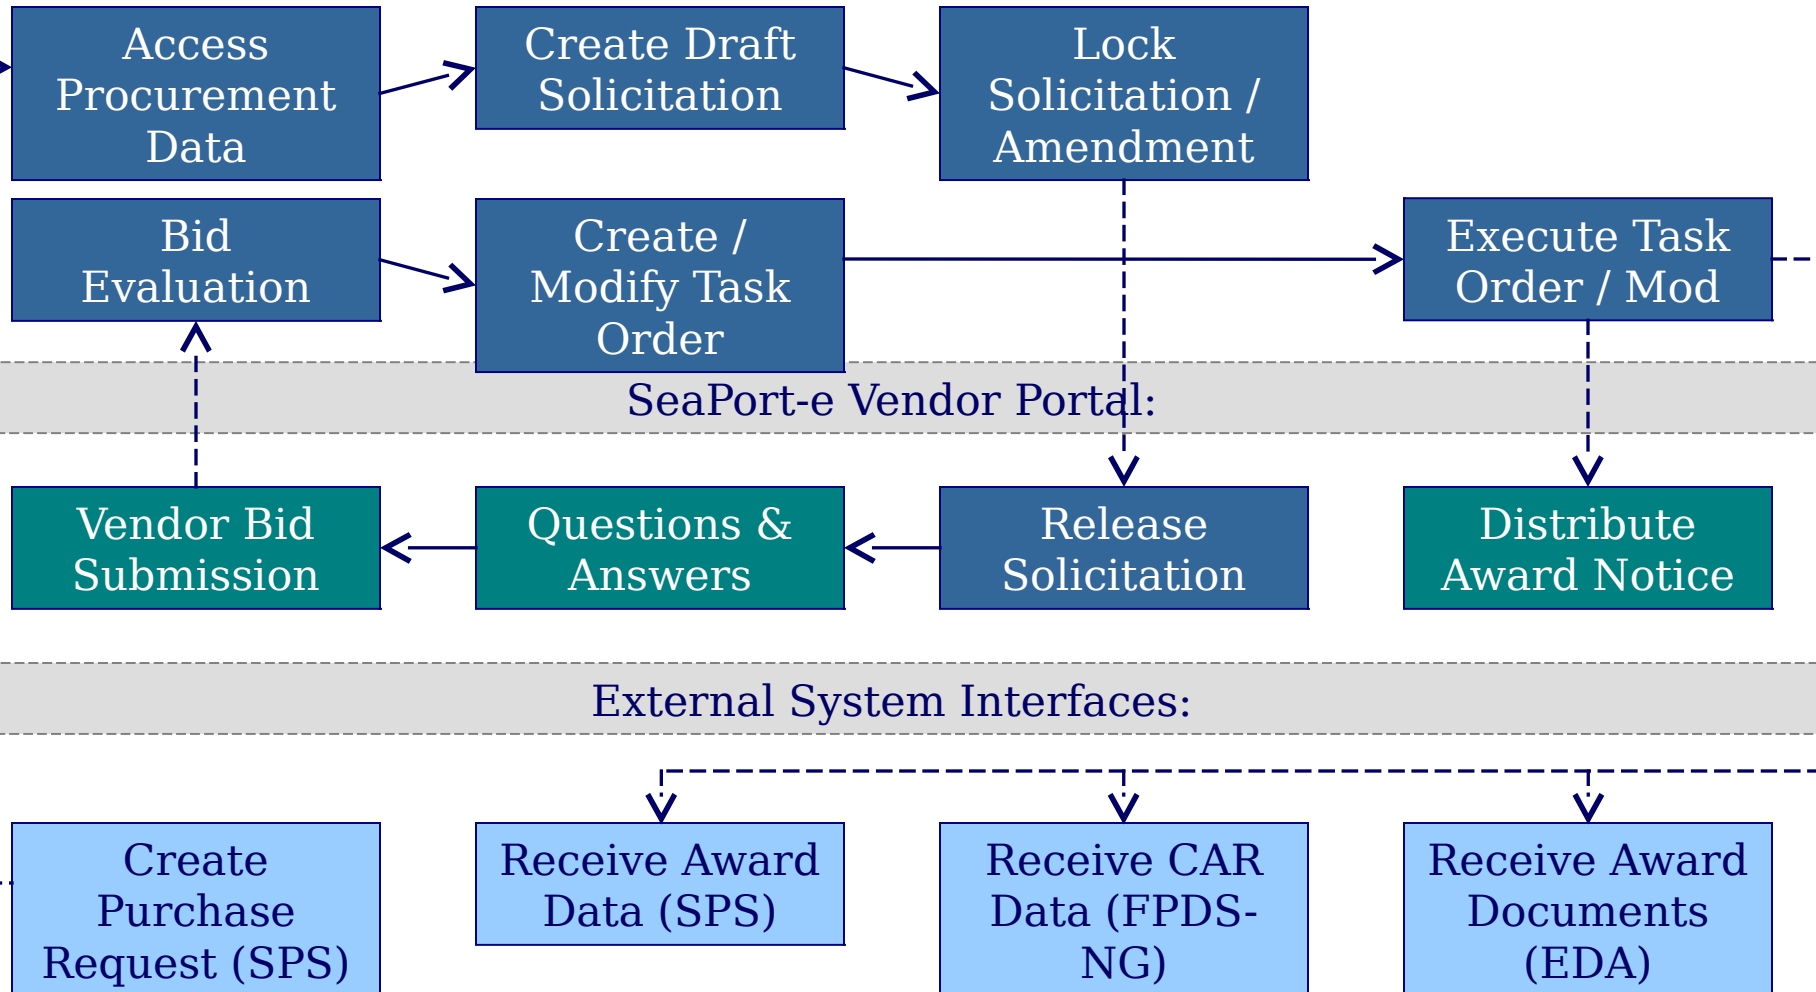 Access
Procurement
Data
Create Draft
Solicitation
Lock
Solicitation /
Amendment
Bid
Evaluation
Create /
Modify Task
Order
Execute Task
Order / Mod
SeaPort-e Vendor Portal:
Vendor Bid
Submission
Questions &
Answers
Release
Solicitation
Distribute
Award Notice
External System Interfaces:
Create
Purchase
Request (SPS)
Receive Award
Data (SPS)
Receive CAR
Data (FPDS-
NG)
Receive Award
Documents
(EDA)